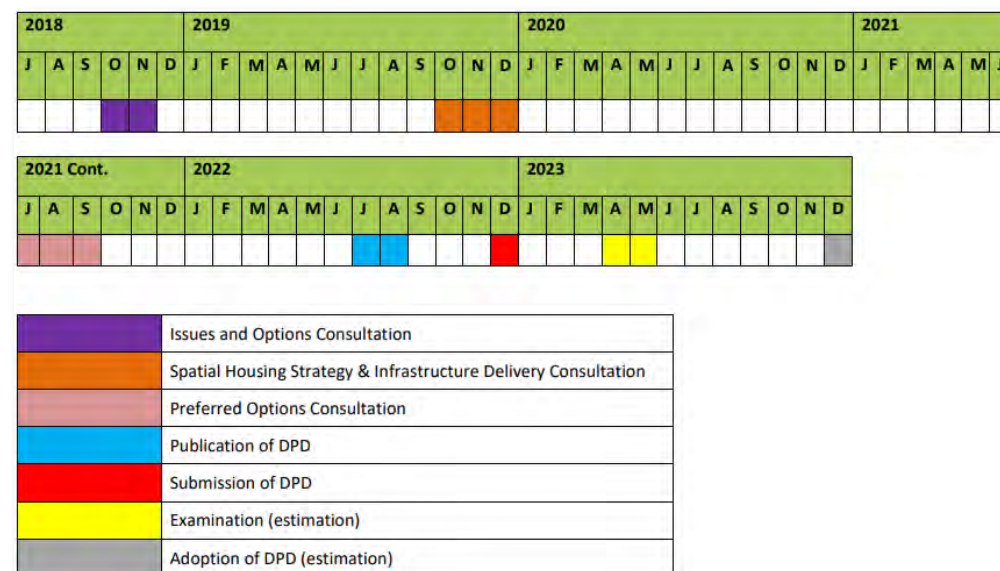 2018 2019 2020 2021
J A S O N D J F M A M J J A S O N D J F M A M J J A S O N D J F M A M J
2021 Cont. 2022 2023
J A S O N D J F M A M J J A S O N D J F M A M J J A S O N D
Issues and Options Consultation
Spatial Housing Strategy & Infrastructure Delivery Consultation
Preferred Options Consultation
Publication of DPD
Submission of DPD
Examination (estimation)
Adoption of DPD (estimation)